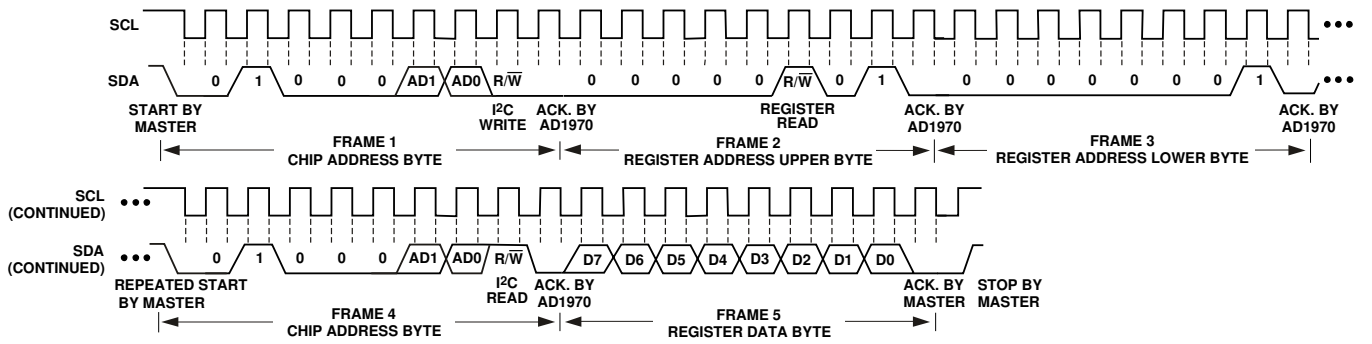 SCL
SDA 0 1 0 0 0 AD1 AD0 R/W̅ 0 0 0 0 0 R/W̅ 0 1 0 0 0 0 0 0 0 1
START BY MASTER
I²C WRITE
ACK. BY AD1970
REGISTER READ
ACK. BY AD1970
ACK. BY AD1970
FRAME 1
CHIP ADDRESS BYTE
FRAME 2
REGISTER ADDRESS UPPER BYTE
FRAME 3
REGISTER ADDRESS LOWER BYTE
SCL
(CONTINUED)
SDA
(CONTINUED)
0 1 0 0 0 AD1 AD0 R/W̅ D7 D6 D5 D4 D3 D2 D1 D0
REPEATED START
BY MASTER
I²C READ
ACK. BY AD1970
ACK. BY MASTER
STOP BY MASTER
FRAME 4
CHIP ADDRESS BYTE
FRAME 5
REGISTER DATA BYTE